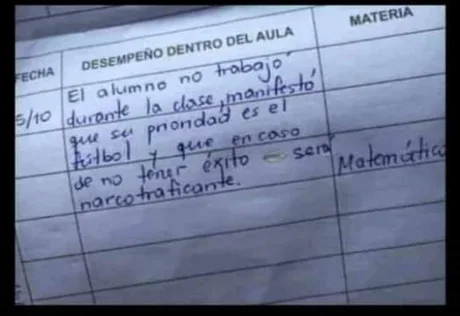 FECHA
DESEMPEÑO DENTRO DEL AULA
MATERIA
5/10
El alumno no trabajó
durante la clase, manifestó
que su prioridad es el
fútbol y que en caso
de no tener éxito será
narcotraficante.
Matemática